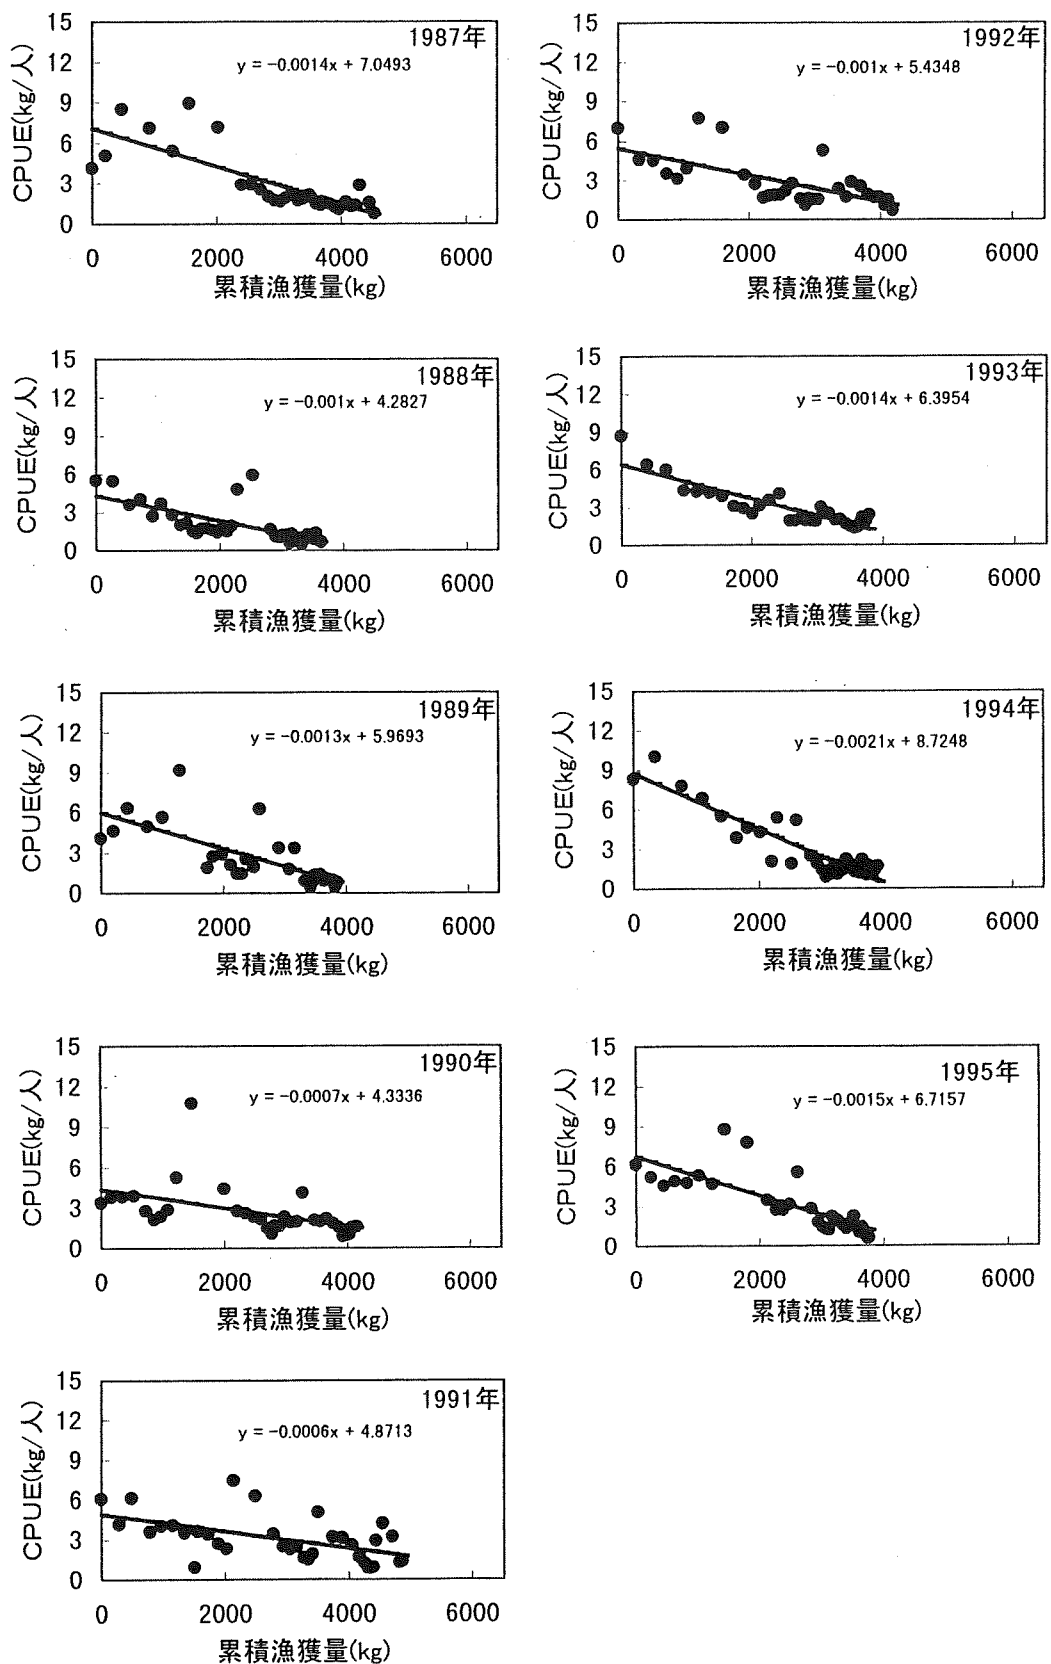 1987年
y = -0.0014x + 7.0493
CPUE(kg/人)
15
12
9
6
3
0
0 2000 4000 6000
累積漁獲量(kg)
1988年
y = -0.001x + 4.2827
CPUE(kg/人)
15
12
9
6
3
0
0 2000 4000 6000
累積漁獲量(kg)
1989年
y = -0.0013x + 5.9693
CPUE(kg/人)
15
12
9
6
3
0
0 2000 4000 6000
累積漁獲量(kg)
1990年
y = -0.0007x + 4.3336
CPUE(kg/人)
15
12
9
6
3
0
0 2000 4000 6000
累積漁獲量(kg)
1991年
y = -0.0006x + 4.8713
CPUE(kg/人)
15
12
9
6
3
0
0 2000 4000 6000
累積漁獲量(kg)
1992年
y = -0.001x + 5.4348
CPUE(kg/人)
15
12
9
6
3
0
0 2000 4000 6000
累積漁獲量(kg)
1993年
y = -0.0014x + 6.3954
CPUE(kg/人)
15
12
9
6
3
0
0 2000 4000 6000
累積漁獲量(kg)
1994年
y = -0.0021x + 8.7248
CPUE(kg/人)
15
12
9
6
3
0
0 2000 4000 6000
累積漁獲量(kg)
1995年
y = -0.0015x + 6.7157
CPUE(kg/人)
15
12
9
6
3
0
0 2000 4000 6000
累積漁獲量(kg)